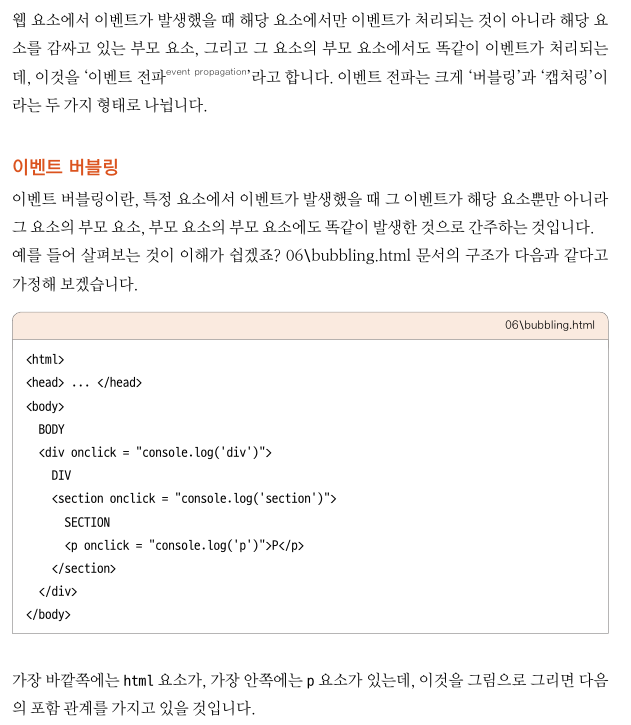 웹 요소에서 이벤트가 발생했을 때 해당 요소에서만 이벤트가 처리되는 것이 아니라 해당 요
소를 감싸고 있는 부모 요소, 그리고 그 요소의 부모 요소에서도 똑같이 이벤트가 처리되는
데, 이것을 ‘이벤트 전파event propagation’라고 합니다. 이벤트 전파는 크게 ‘버블링’과 ‘캡처링’이
라는 두 가지 형태로 나뉩니다.
이벤트 버블링
이벤트 버블링이란, 특정 요소에서 이벤트가 발생했을 때 그 이벤트가 해당 요소뿐만 아니라
그 요소의 부모 요소, 부모 요소의 부모 요소에도 똑같이 발생한 것으로 간주하는 것입니다.
예를 들어 살펴보는 것이 이해가 쉽겠죠? 06\bubbling.html 문서의 구조가 다음과 같다고
가정해 보겠습니다.
06\bubbling.html
<html>
<head> ... </head>
<body>
  BODY
  <div onclick = "console.log('div')">
    DIV
    <section onclick = "console.log('section')">
      SECTION
      <p onclick = "console.log('p')">P</p>
    </section>
  </div>
</body>
가장 바깥쪽에는 html 요소가, 가장 안쪽에는 p 요소가 있는데, 이것을 그림으로 그리면 다음
의 포함 관계를 가지고 있을 것입니다.